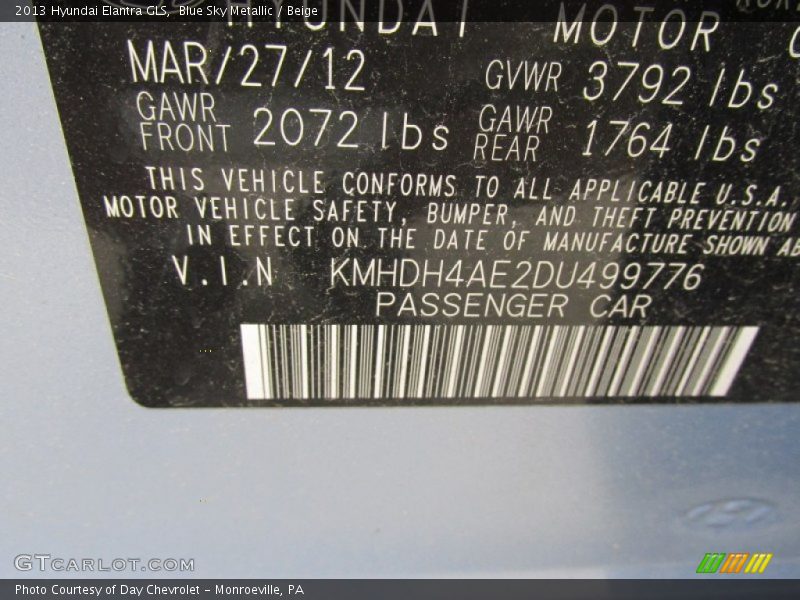 2013 Hyundai Elantra GLS, Blue Sky Metallic / Beige
HYUNDAI MOTOR
MAR/27/12 GVWR 3792 lbs
GAWR FRONT 2072 lbs GAWR REAR 1764 lbs
THIS VEHICLE CONFORMS TO ALL APPLICABLE U.S.A.
MOTOR VEHICLE SAFETY, BUMPER, AND THEFT PREVENTION
IN EFFECT ON THE DATE OF MANUFACTURE SHOWN AB
V.I.N KMHDH4AE2DU499776
PASSENGER CAR
GTCARLOT.COM
Photo Courtesy of Day Chevrolet – Monroeville, PA